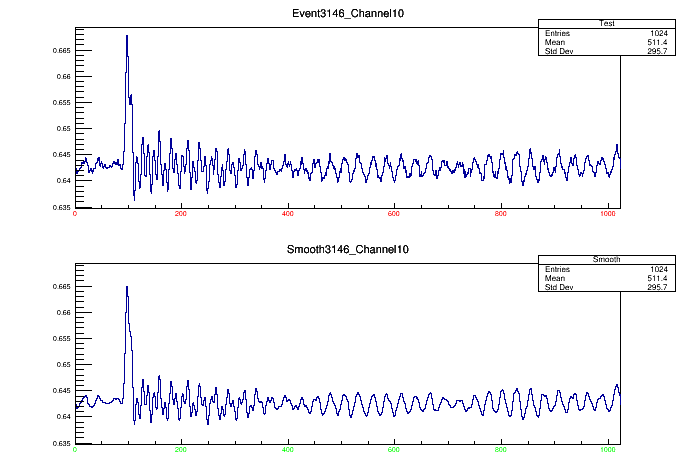 Event3146_Channel10
Test
Entries 1024
Mean 511.4
Std Dev 295.7
0.665
0.66
0.655
0.65
0.645
0.64
0.635
0 200 400 600 800 1000
Smooth3146_Channel10
Smooth
Entries 1024
Mean 511.4
Std Dev 295.7
0.665
0.66
0.655
0.65
0.645
0.64
0.635
0 200 400 600 800 1000